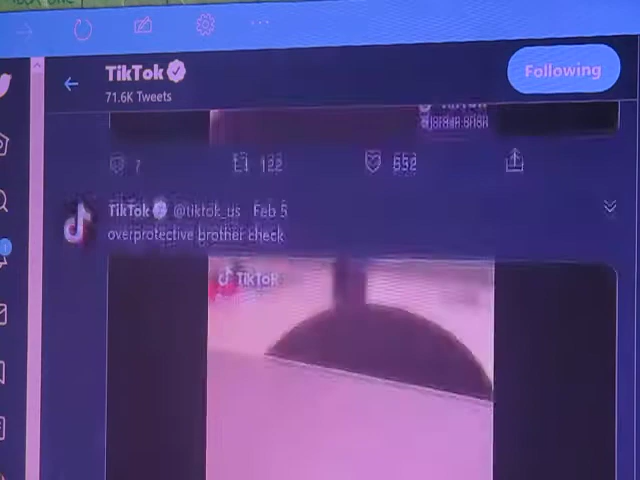 TikTok
71.6K Tweets
Following
7
122
552
TikTok @tiktok_us Feb 5
overprotective brother check
TikTok